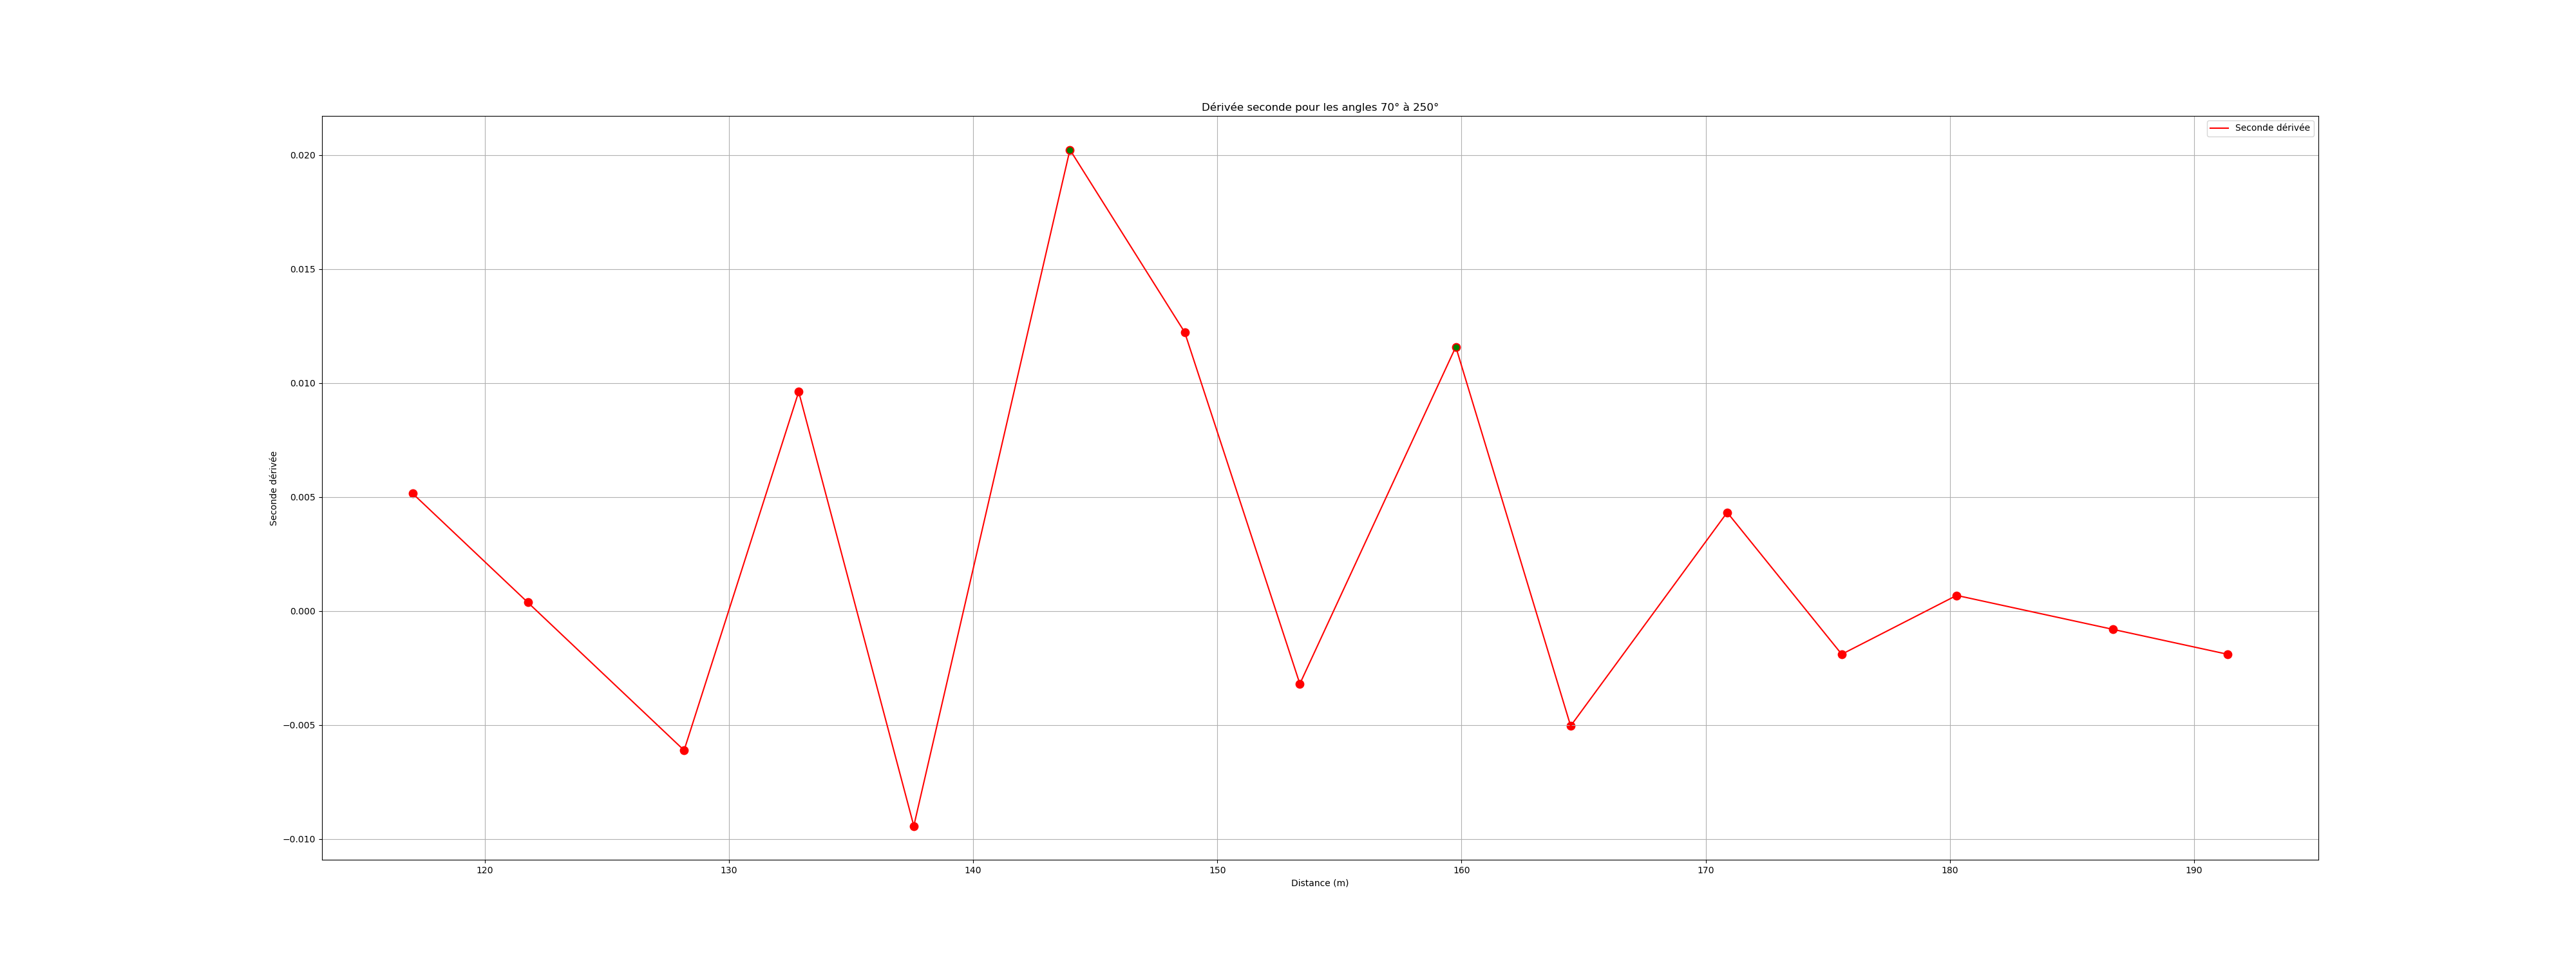 Dérivée seconde pour les angles 70° à 250°
Seconde dérivée
0.020
0.015
0.010
0.005
0.000
−0.005
−0.010
Seconde dérivée
120 130 140 150 160 170 180 190
Distance (m)